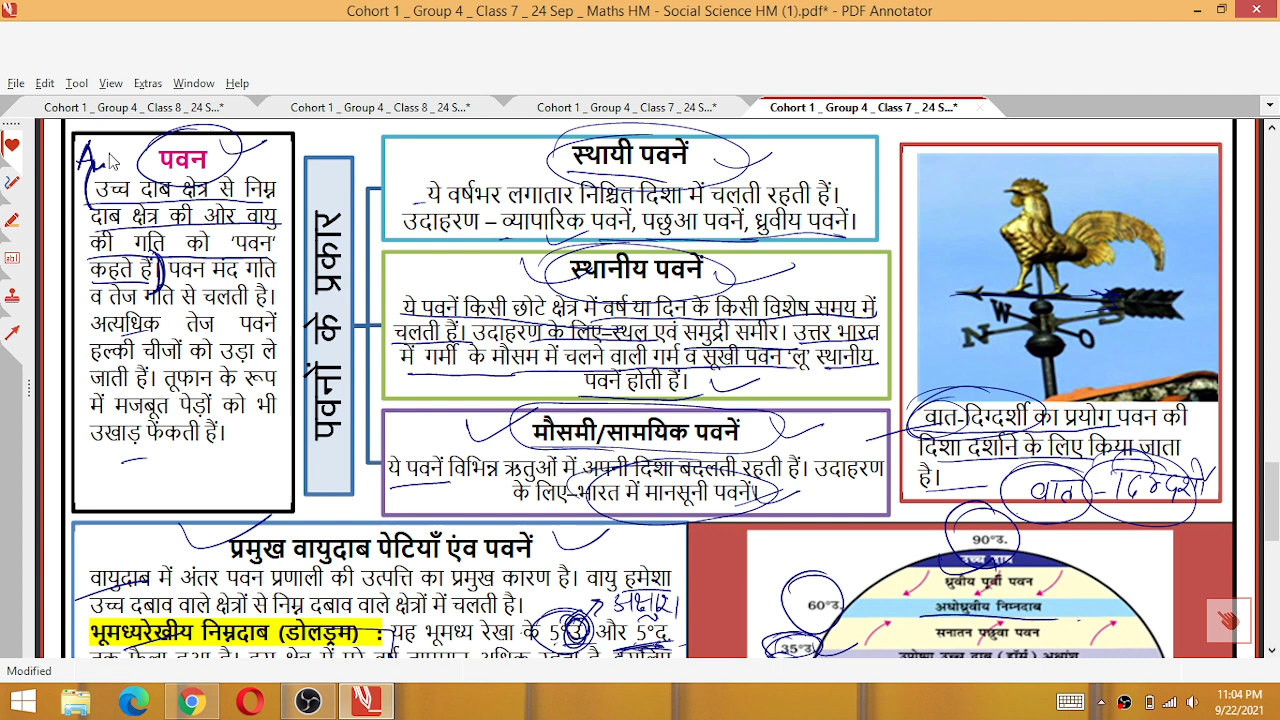 Cohort 1 _ Group 4 _ Class 7 _ 24 Sep _ Maths HM - Social Science HM (1).pdf* - PDF Annotator
File Edit Tool View Extras Window Help
Cohort 1 _ Group 4 _ Class 8 _ 24 S...*
Cohort 1 _ Group 4 _ Class 8 _ 24 S...*
Cohort 1 _ Group 4 _ Class 7 _ 24 S...*
Cohort 1 _ Group 4 _ Class 7 _ 24 S...*
पवन
उच्च दाब क्षेत्र से निम्न
दाब क्षेत्र की ओर वायु
की गति को ‘पवन’
कहते हैं। पवन मंद गति
व तेज गति से चलती है।
अत्यधिक तेज पवनें
हल्की चीजों को उड़ा ले
जाती हैं। तूफान के रूप
में मजबूत पेड़ों को भी
उखाड़ फेंकती हैं।
पवनों के प्रकार
स्थायी पवनें
ये वर्षभर लगातार निश्चित दिशा में चलती रहती हैं।
उदाहरण – व्यापारिक पवनें, पछुआ पवनें, ध्रुवीय पवनें।
स्थानीय पवनें
ये पवनें किसी छोटे क्षेत्र में वर्ष या दिन के किसी विशेष समय में
चलती हैं। उदाहरण के लिए–स्थल एवं समुद्री समीर। उत्तर भारत
में गर्मी के मौसम में चलने वाली गर्म व सूखी पवन ‘लू’ स्थानीय
पवनें होती हैं।
मौसमी/सामयिक पवनें
ये पवनें विभिन्न ऋतुओं में अपनी दिशा बदलती रहती हैं। उदाहरण
के लिए–भारत में मानसूनी पवनें।
W
N
S
वात-दिग्दर्शी का प्रयोग पवन की
दिशा दर्शाने के लिए किया जाता
है।
वात - दिग्दर्शी
प्रमुख वायुदाब पेटियाँ एंव पवनें
वायुदाब में अंतर पवन प्रणाली की उत्पत्ति का प्रमुख कारण है। वायु हमेशा
उच्च दबाव वाले क्षेत्रों से निम्न दबाव वाले क्षेत्रों में चलती है।
अक्षांश
भूमध्यरेखीय निम्नदाब (डोलड्रम) : यह भूमध्य रेखा के 5°उ. और 5°द.
90°उ.
उच्च दाब
ध्रुवीय पूर्वी पवन
60°उ.
अधोध्रुवीय निम्नदाब
सनातन पछुवा पवन
35°उ.
Modified
11:04 PM
9/22/2021